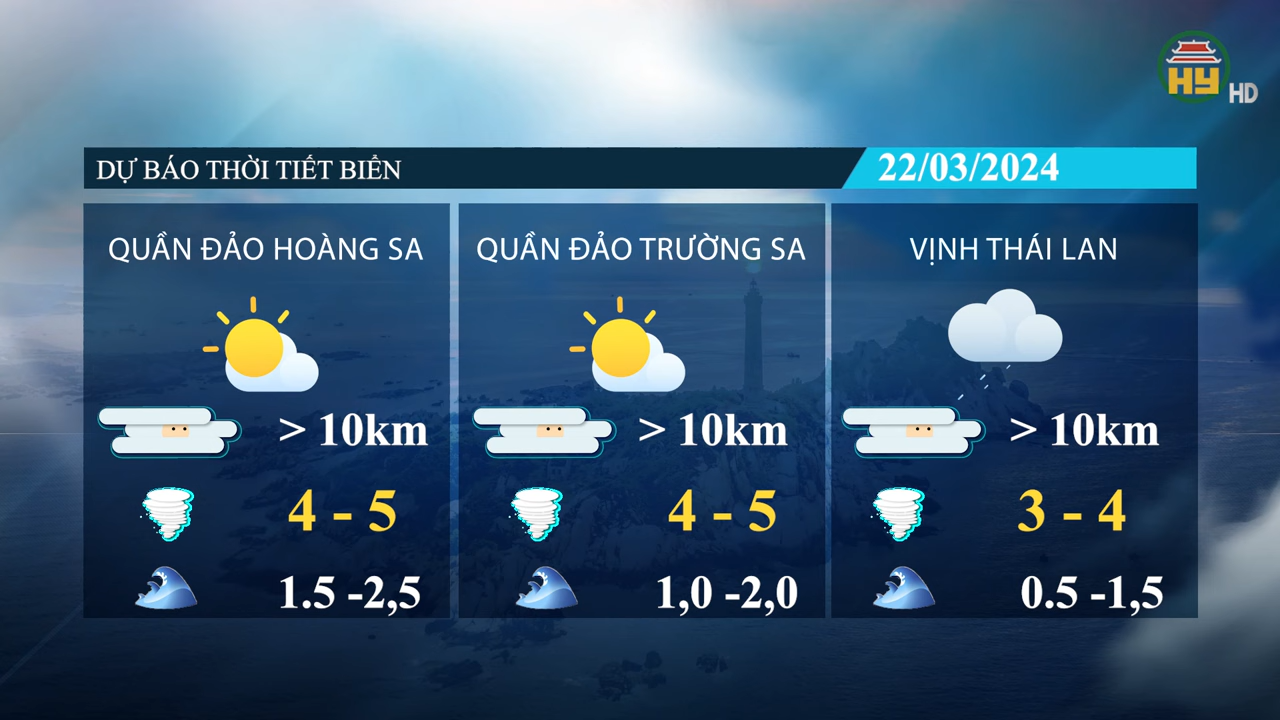 HY HD
DỰ BÁO THỜI TIẾT BIỂN
22/03/2024
QUẦN ĐẢO HOÀNG SA
> 10km
4 - 5
1.5 -2,5
QUẦN ĐẢO TRƯỜNG SA
> 10km
4 - 5
1,0 -2,0
VỊNH THÁI LAN
> 10km
3 - 4
0.5 -1,5